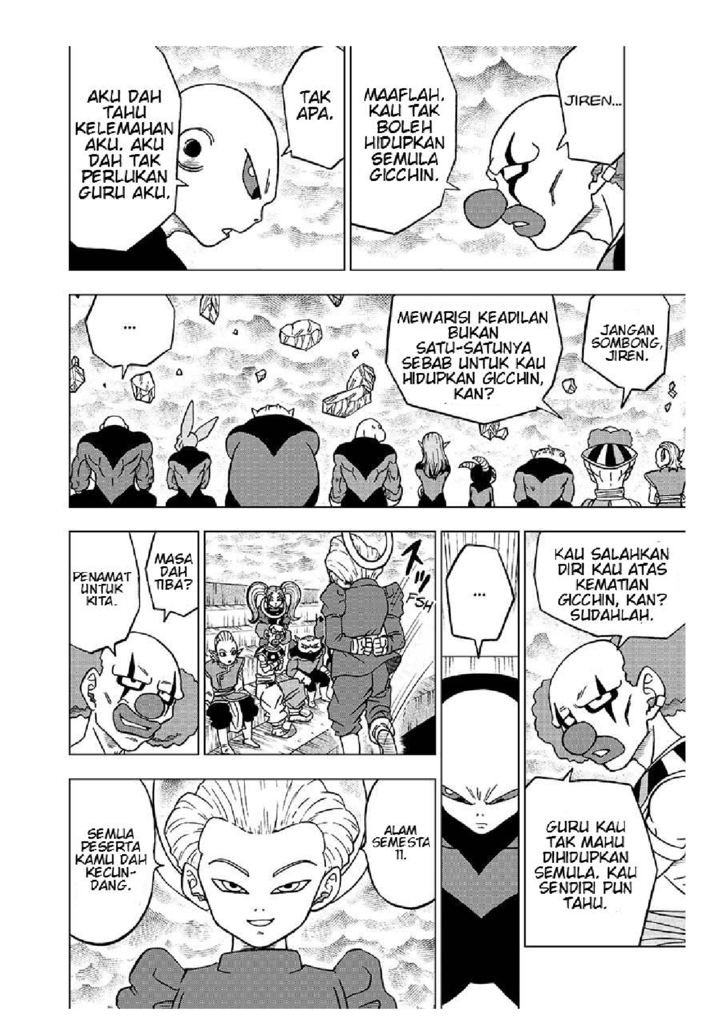 JIREN...
MAAFLAH.
KAU TAK
BOLEH
HIDUPKAN
SEMULA
GICCHIN.
TAK
APA.
AKU DAH
TAHU
KELEMAHAN
AKU. AKU
DAH TAK
PERLUKAN
GURU AKU.
JANGAN
SOMBONG,
JIREN.
MEWARISI KEADILAN
BUKAN
SATU-SATUNYA
SEBAB UNTUK KAU
HIDUPKAN GICCHIN,
KAN?
...
KAU SALAHKAN
DIRI KAU ATAS
KEMATIAN
GICCHIN, KAN?
SUDAHLAH.
GURU KAU
TAK MAHU
DIHIDUPKAN
SEMULA. KAU
SENDIRI PUN
TAHU.
...
スッ
FSH
MASA
DAH
TIBA?
PENAMAT
UNTUK
KITA.
ALAM
SEMESTA
11.
SEMUA
PESERTA
KAMU DAH
KECUN-
DANG.